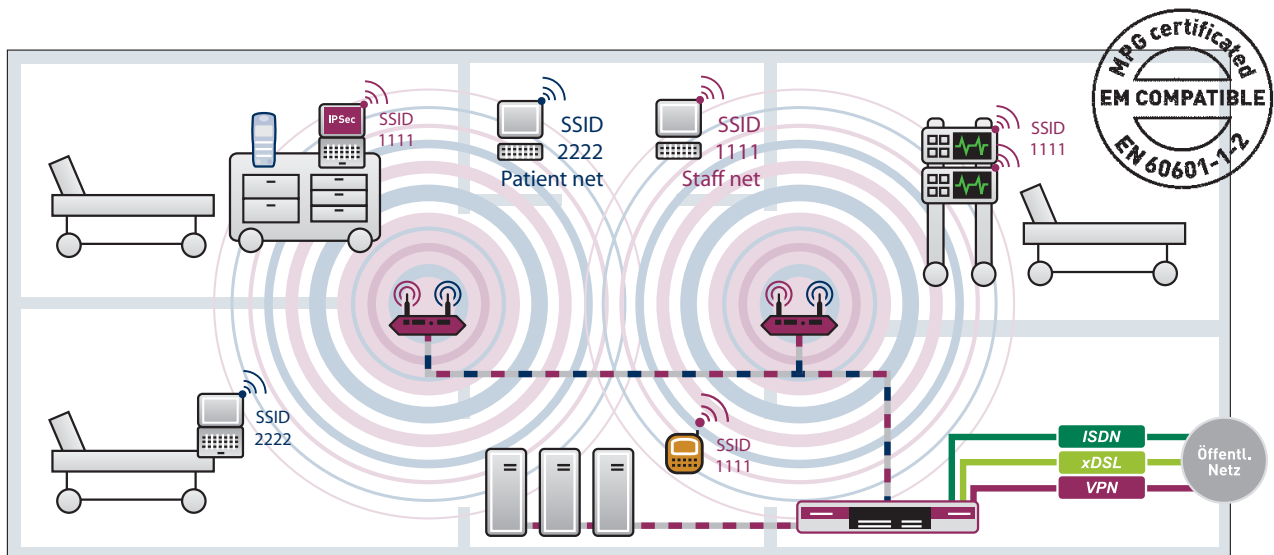 MPG certificated
EM COMPATIBLE
EN 60601-1-2
IPSec
SSID
1111
SSID
2222
Patient net
SSID
1111
Staff net
SSID
1111
SSID
2222
SSID
1111
ISDN
xDSL
VPN
Öffentl.
Netz